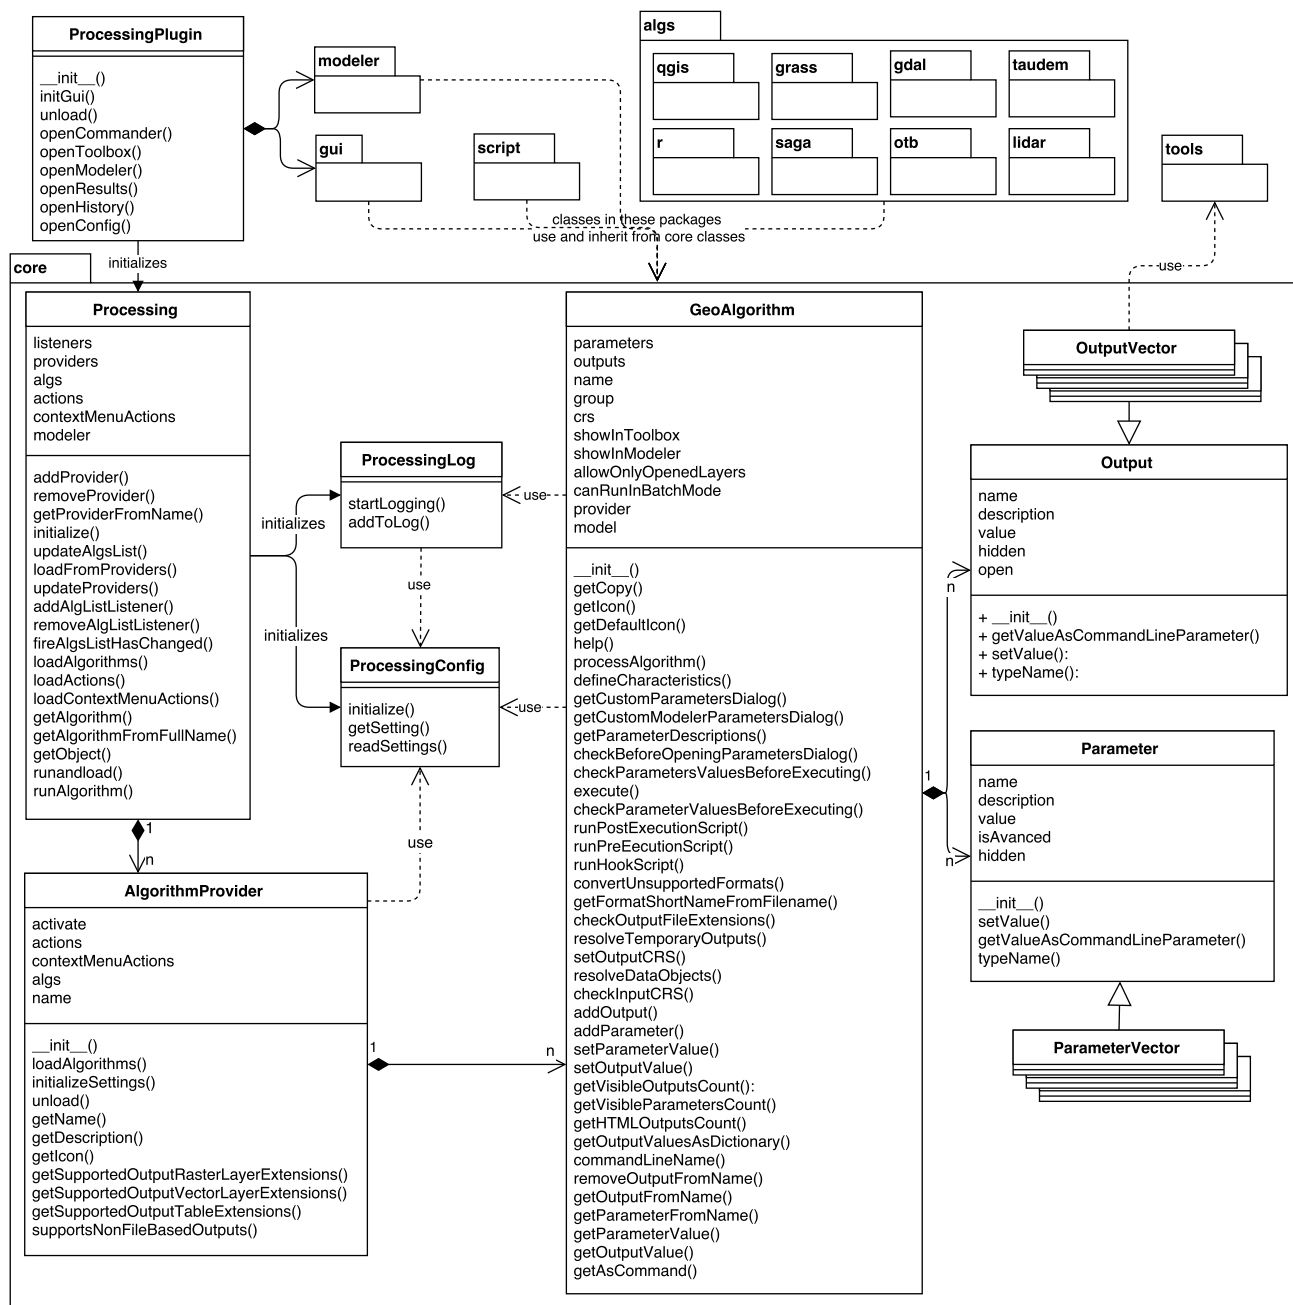 ProcessingPlugin
__init__()
initGui()
unload()
openCommander()
openToolbox()
openModeler()
openResults()
openHistory()
openConfig()
modeler
gui
script
algs
qgis
grass
gdal
taudem
r
saga
otb
lidar
tools
classes in these packages
use and inherit from core classes
initializes
use
core
Processing
listeners
providers
algs
actions
contextMenuActions
modeler
addProvider()
removeProvider()
getProviderFromName()
initialize()
updateAlgsList()
loadFromProviders()
updateProviders()
addAlgListListener()
removeAlgListListener()
fireAlgsListHasChanged()
loadAlgorithms()
loadActions()
loadContextMenuActions()
getAlgorithm()
getAlgorithmFromFullName()
getObject()
runandload()
runAlgorithm()
initializes
initializes
ProcessingLog
startLogging()
addToLog()
use
use
ProcessingConfig
initialize()
getSetting()
readSettings()
use
use
1
n
AlgorithmProvider
activate
actions
contextMenuActions
algs
name
__init__()
loadAlgorithms()
initializeSettings()
unload()
getName()
getDescription()
getIcon()
getSupportedOutputRasterLayerExtensions()
getSupportedOutputVectorLayerExtensions()
getSupportedOutputTableExtensions()
supportsNonFileBasedOutputs()
1
n
GeoAlgorithm
parameters
outputs
name
group
crs
showInToolbox
showInModeler
allowOnlyOpenedLayers
canRunInBatchMode
provider
model
__init__()
getCopy()
getIcon()
getDefaultIcon()
help()
processAlgorithm()
defineCharacteristics()
getCustomParametersDialog()
getCustomModelerParametersDialog()
getParameterDescriptions()
checkBeforeOpeningParametersDialog()
checkParametersValuesBeforeExecuting()
execute()
checkParameterValuesBeforeExecuting()
runPostExecutionScript()
runPreEecutionScript()
runHookScript()
convertUnsupportedFormats()
getFormatShortNameFromFilename()
checkOutputFileExtensions()
resolveTemporaryOutputs()
setOutputCRS()
resolveDataObjects()
checkInputCRS()
addOutput()
addParameter()
setParameterValue()
setOutputValue()
getVisibleOutputsCount():
getVisibleParametersCount()
getHTMLOutputsCount()
getOutputValuesAsDictionary()
commandLineName()
removeOutputFromName()
getOutputFromName()
getParameterFromName()
getParameterValue()
getOutputValue()
getAsCommand()
1
n
n
OutputVector
Output
name
description
value
hidden
open
+ __init__()
+ getValueAsCommandLineParameter()
+ setValue():
+ typeName():
Parameter
name
description
value
isAvanced
hidden
__init__()
setValue()
getValueAsCommandLineParameter()
typeName()
ParameterVector